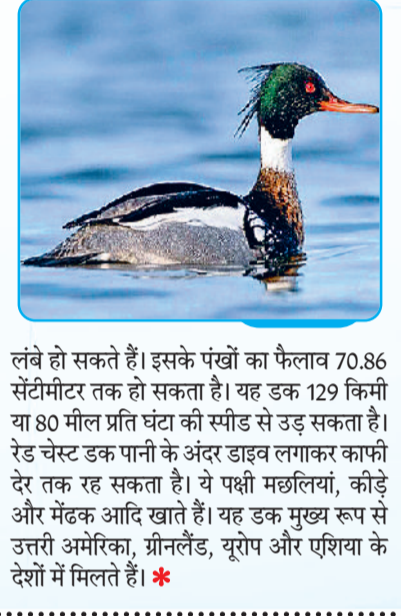 लंबे हो सकते हैं। इसके पंखों का फैलाव 70.86
सेंटीमीटर तक हो सकता है। यह डक 129 किमी
या 80 मील प्रति घंटा की स्पीड से उड़ सकता है।
रेड चेस्ट डक पानी के अंदर डाइव लगाकर काफी
देर तक रह सकता है। ये पक्षी मछलियां, कीड़े
और मेंढक आदि खाते हैं। यह डक मुख्य रूप से
उत्तरी अमेरिका, ग्रीनलैंड, यूरोप और एशिया के
देशों में मिलते हैं। *